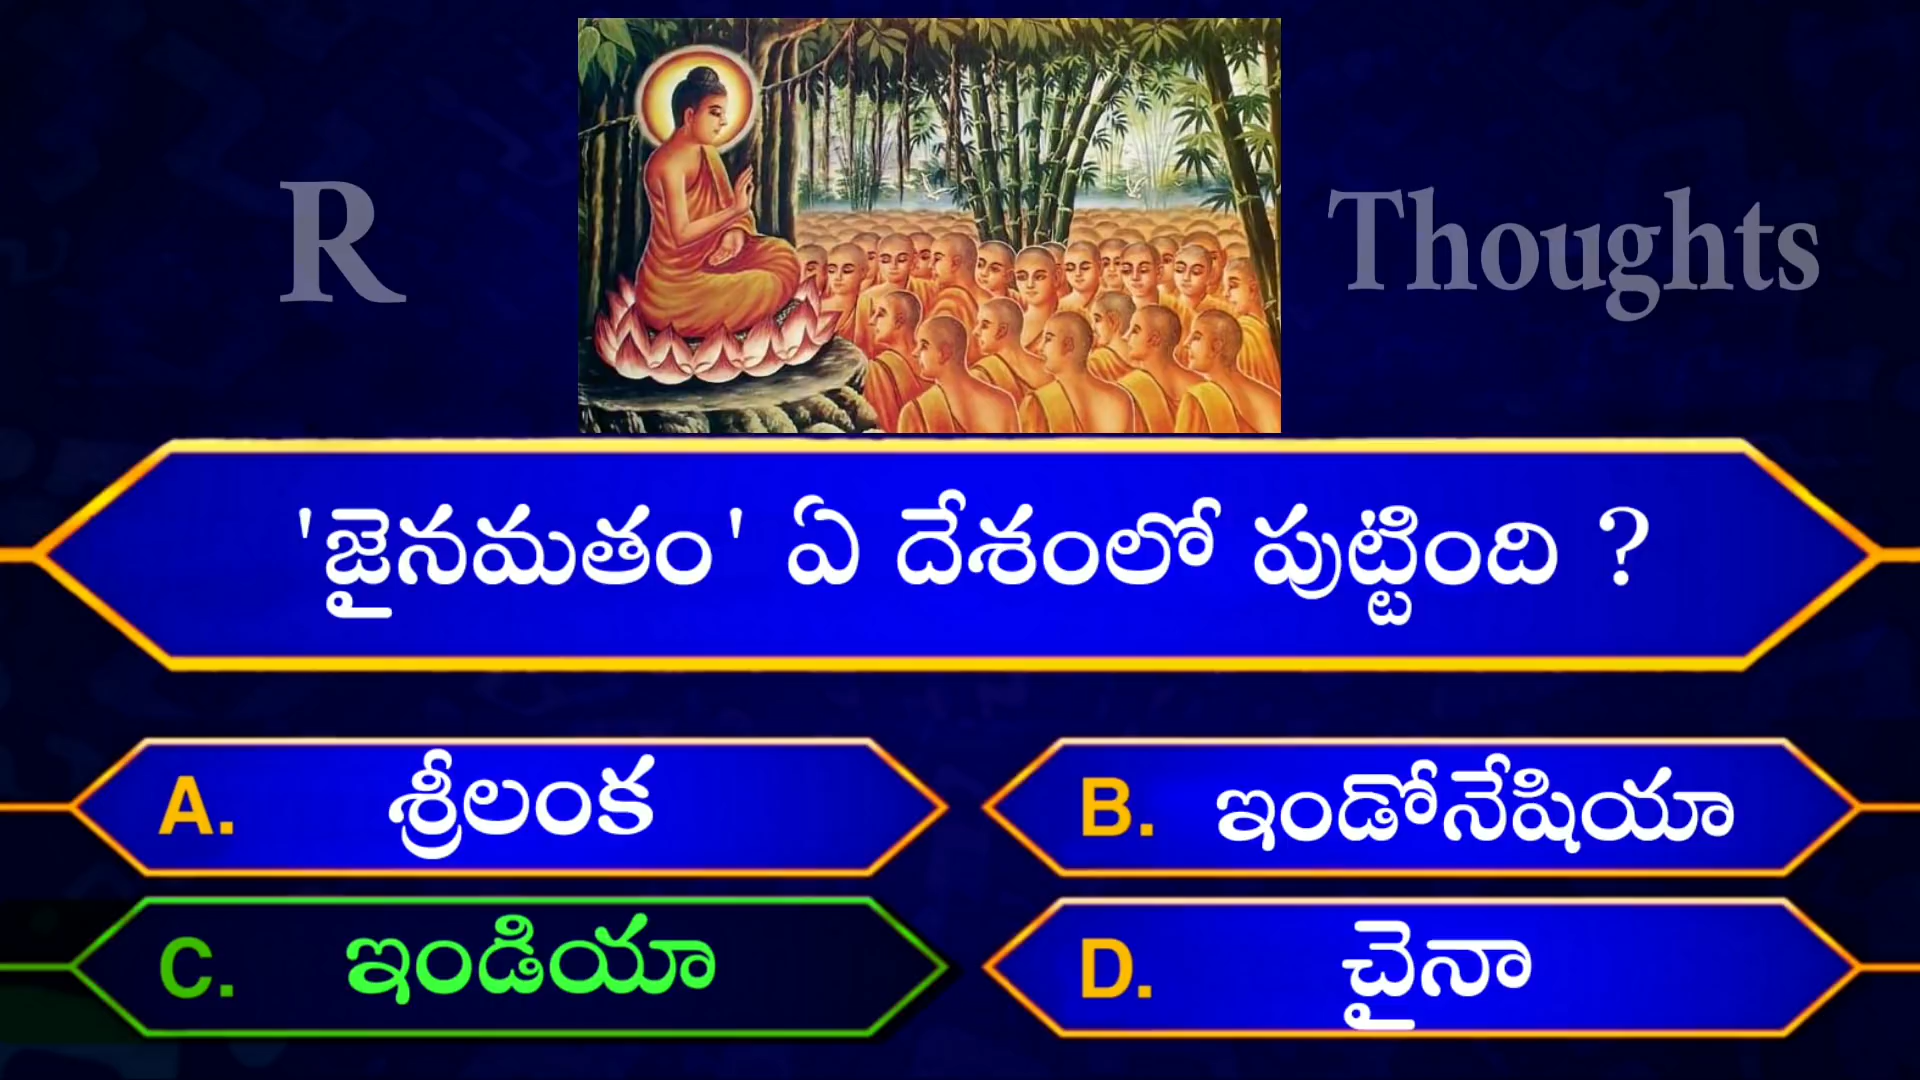 R Thoughts
'జైనమతం' ఏ దేశంలో పుట్టింది ?
A. శ్రీలంక
B. ఇండోనేషియా
C. ఇండియా
D. చైనా